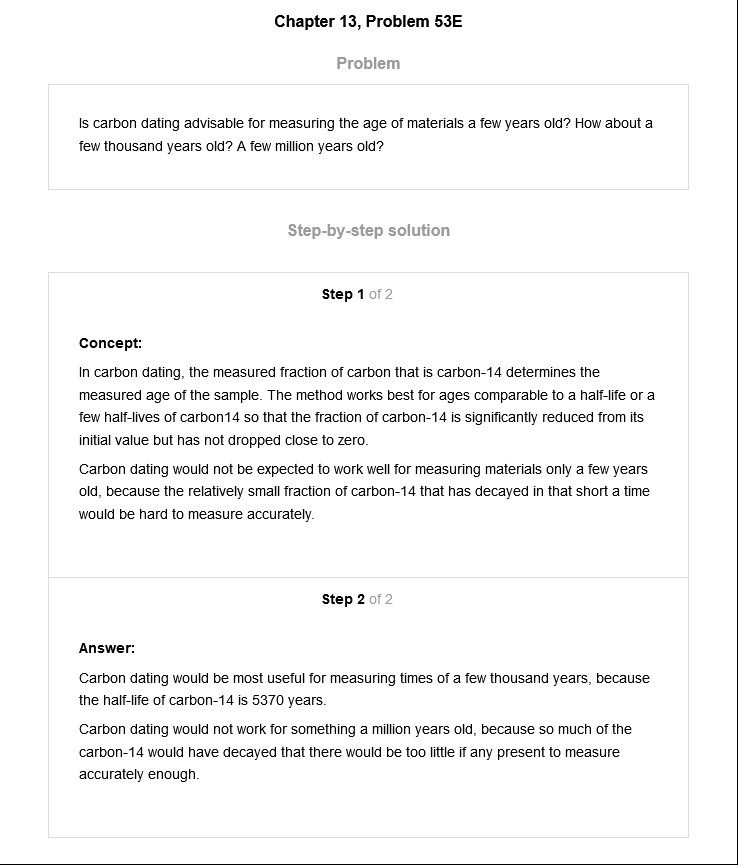 Chapter 13, Problem 53E
Problem
Is carbon dating advisable for measuring the age of materials a few years old? How about a
few thousand years old? A few million years old?
Step-by-step solution
Step 1 of 2
Concept:
In carbon dating, the measured fraction of carbon that is carbon-14 determines the
measured age of the sample. The method works best for ages comparable to a half-life or a
few half-lives of carbon14 so that the fraction of carbon-14 is significantly reduced from its
initial value but has not dropped close to zero.
Carbon dating would not be expected to work well for measuring materials only a few years
old, because the relatively small fraction of carbon-14 that has decayed in that short a time
would be hard to measure accurately.
Step 2 of 2
Answer:
Carbon dating would be most useful for measuring times of a few thousand years, because
the half-life of carbon-14 is 5370 years.
Carbon dating would not work for something a million years old, because so much of the
carbon-14 would have decayed that there would be too little if any present to measure
accurately enough.